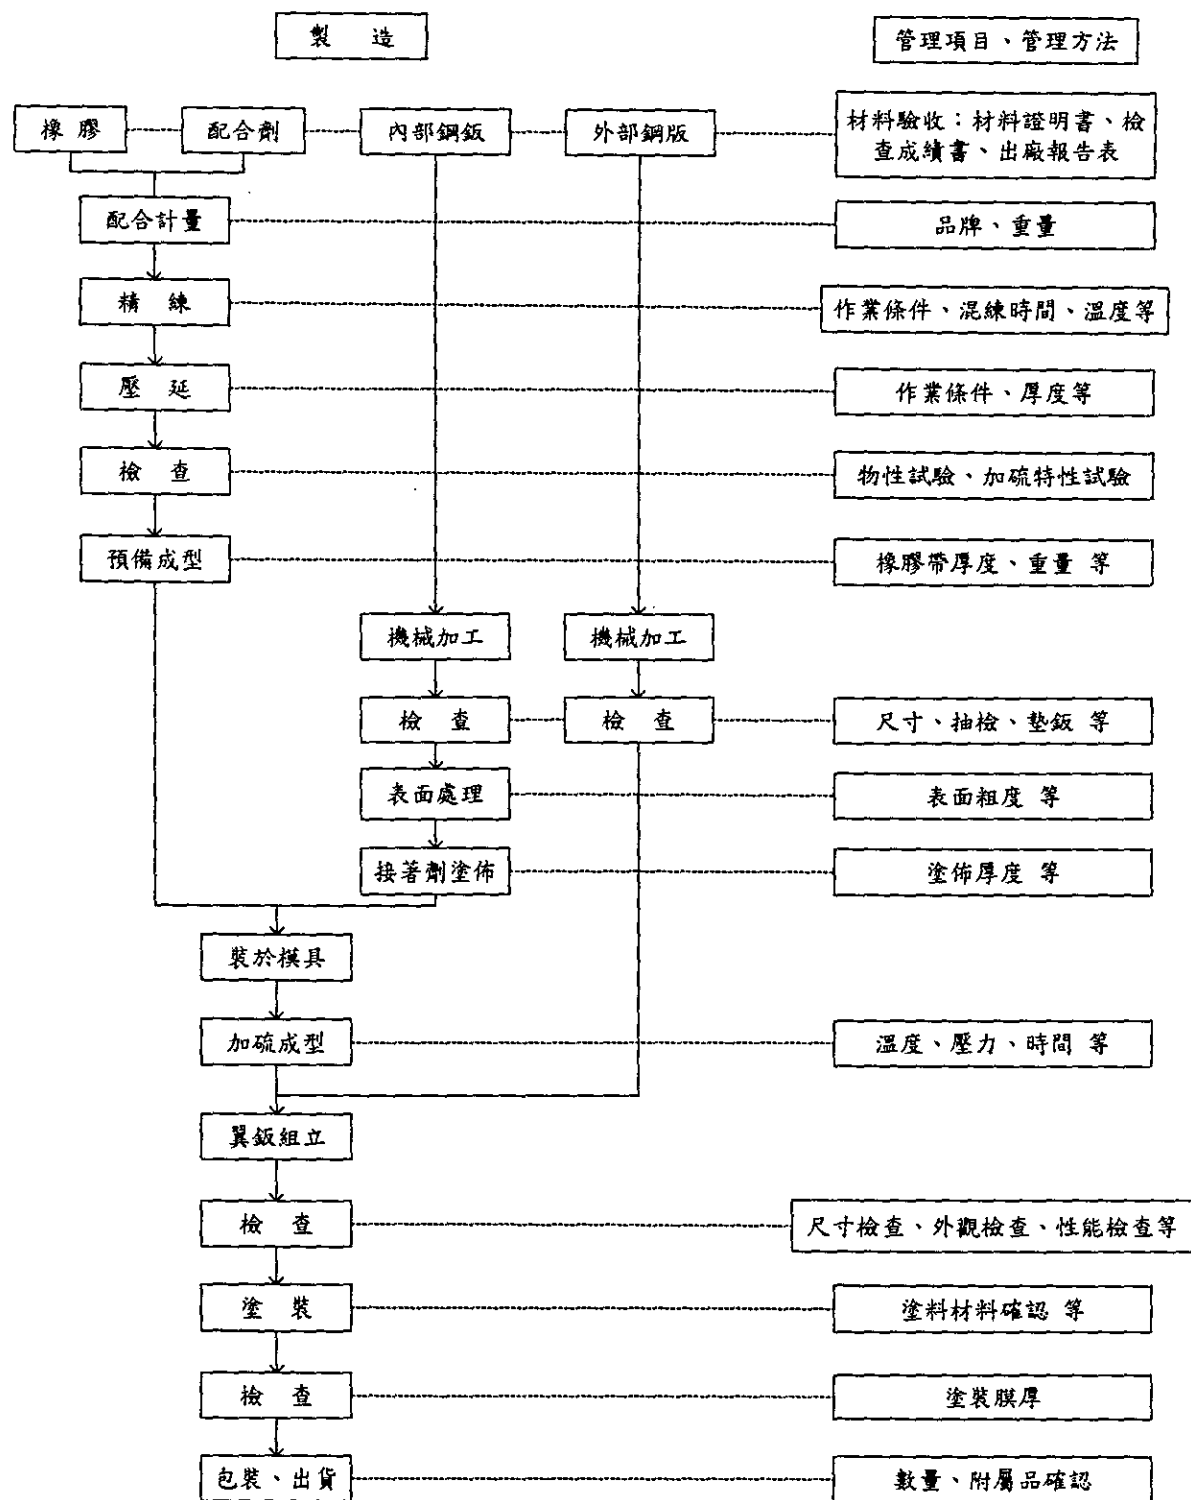 製 造
管理項目、管理方法
橡膠
配合劑
內部鋼鈑
外部鋼版
材料驗收：材料證明書、檢
查成績書、出廠報告表
配合計量
品牌、重量
精 練
作業條件、混練時間、溫度等
壓 延
作業條件、厚度等
檢 查
物性試驗、加硫特性試驗
預備成型
橡膠帶厚度、重量 等
機械加工
機械加工
檢 查
檢 查
尺寸、抽檢、墊鈑 等
表面處理
表面粗度 等
接著劑塗佈
塗佈厚度 等
裝於模具
加硫成型
溫度、壓力、時間 等
翼鈑組立
檢 查
尺寸檢查、外觀檢查、性能檢查等
塗 裝
塗料材料確認 等
檢 查
塗裝膜厚
包裝、出貨
數量、附屬品確認